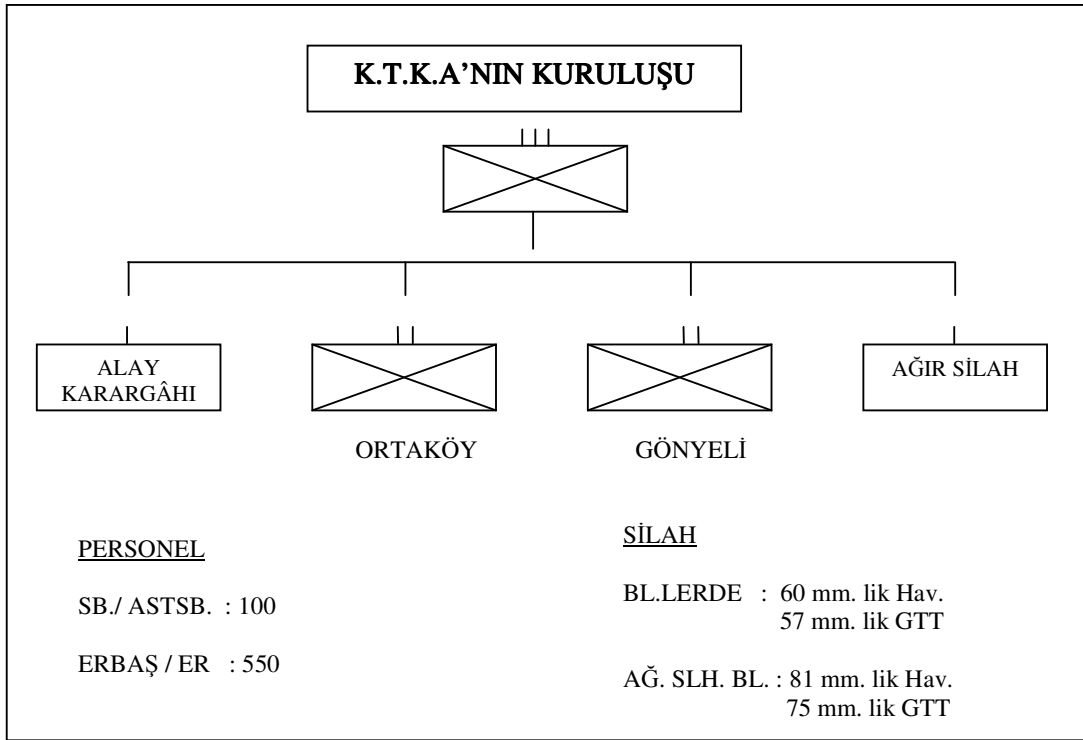 K.T.K.A’NIN KURULUŞU
ALAY
KARARGÂHI
AĞIR SİLAH
ORTAKÖY
GÖNYELİ
PERSONEL
SB./ ASTSB. : 100
ERBAŞ / ER : 550
SİLAH
BL.LERDE : 60 mm. lik Hav.
57 mm. lik GTT
AĞ. SLH. BL. : 81 mm. lik Hav.
75 mm. lik GTT